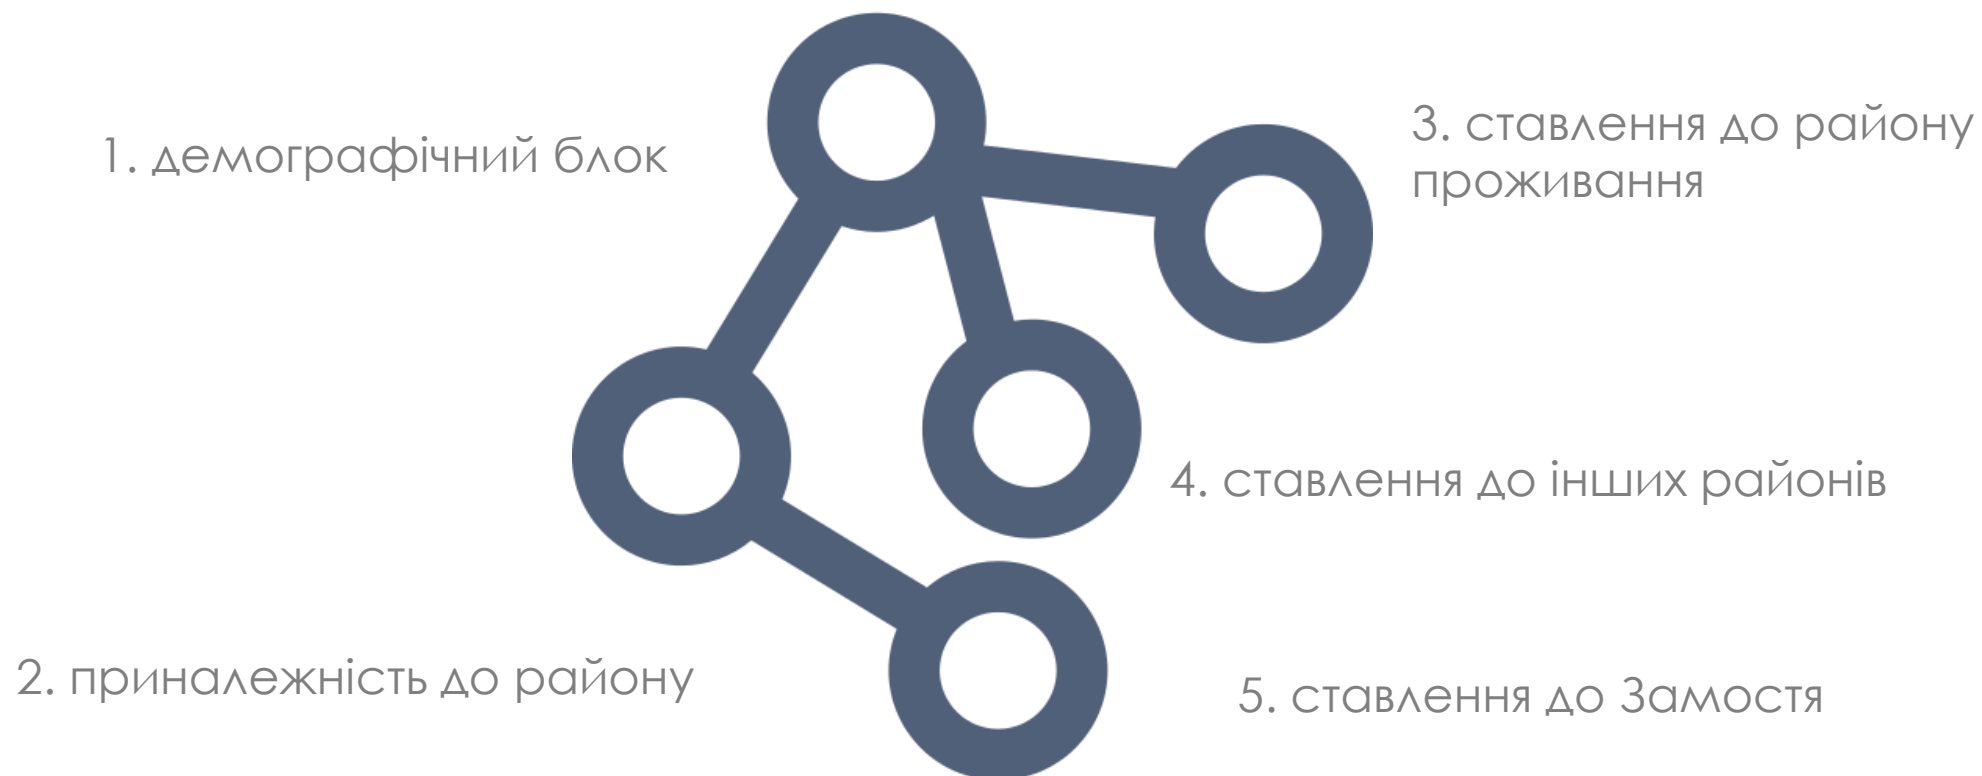 1. демографічний блок
2. приналежність до району
3. ставлення до району
проживання
4. ставлення до інших районів
5. ставлення до Замостя